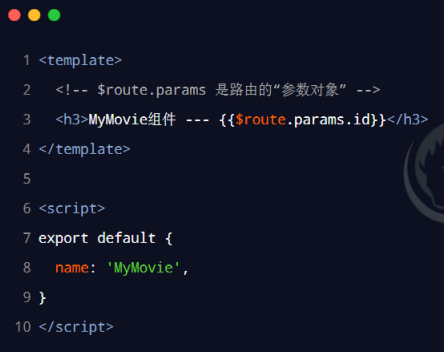 1 <template>
2   <!-- $route.params 是路由的“参数对象” -->
3   <h3>MyMovie组件 --- {{$route.params.id}}</h3>
4 </template>
5
6 <script>
7 export default {
8   name: 'MyMovie',
9 }
10 </script>